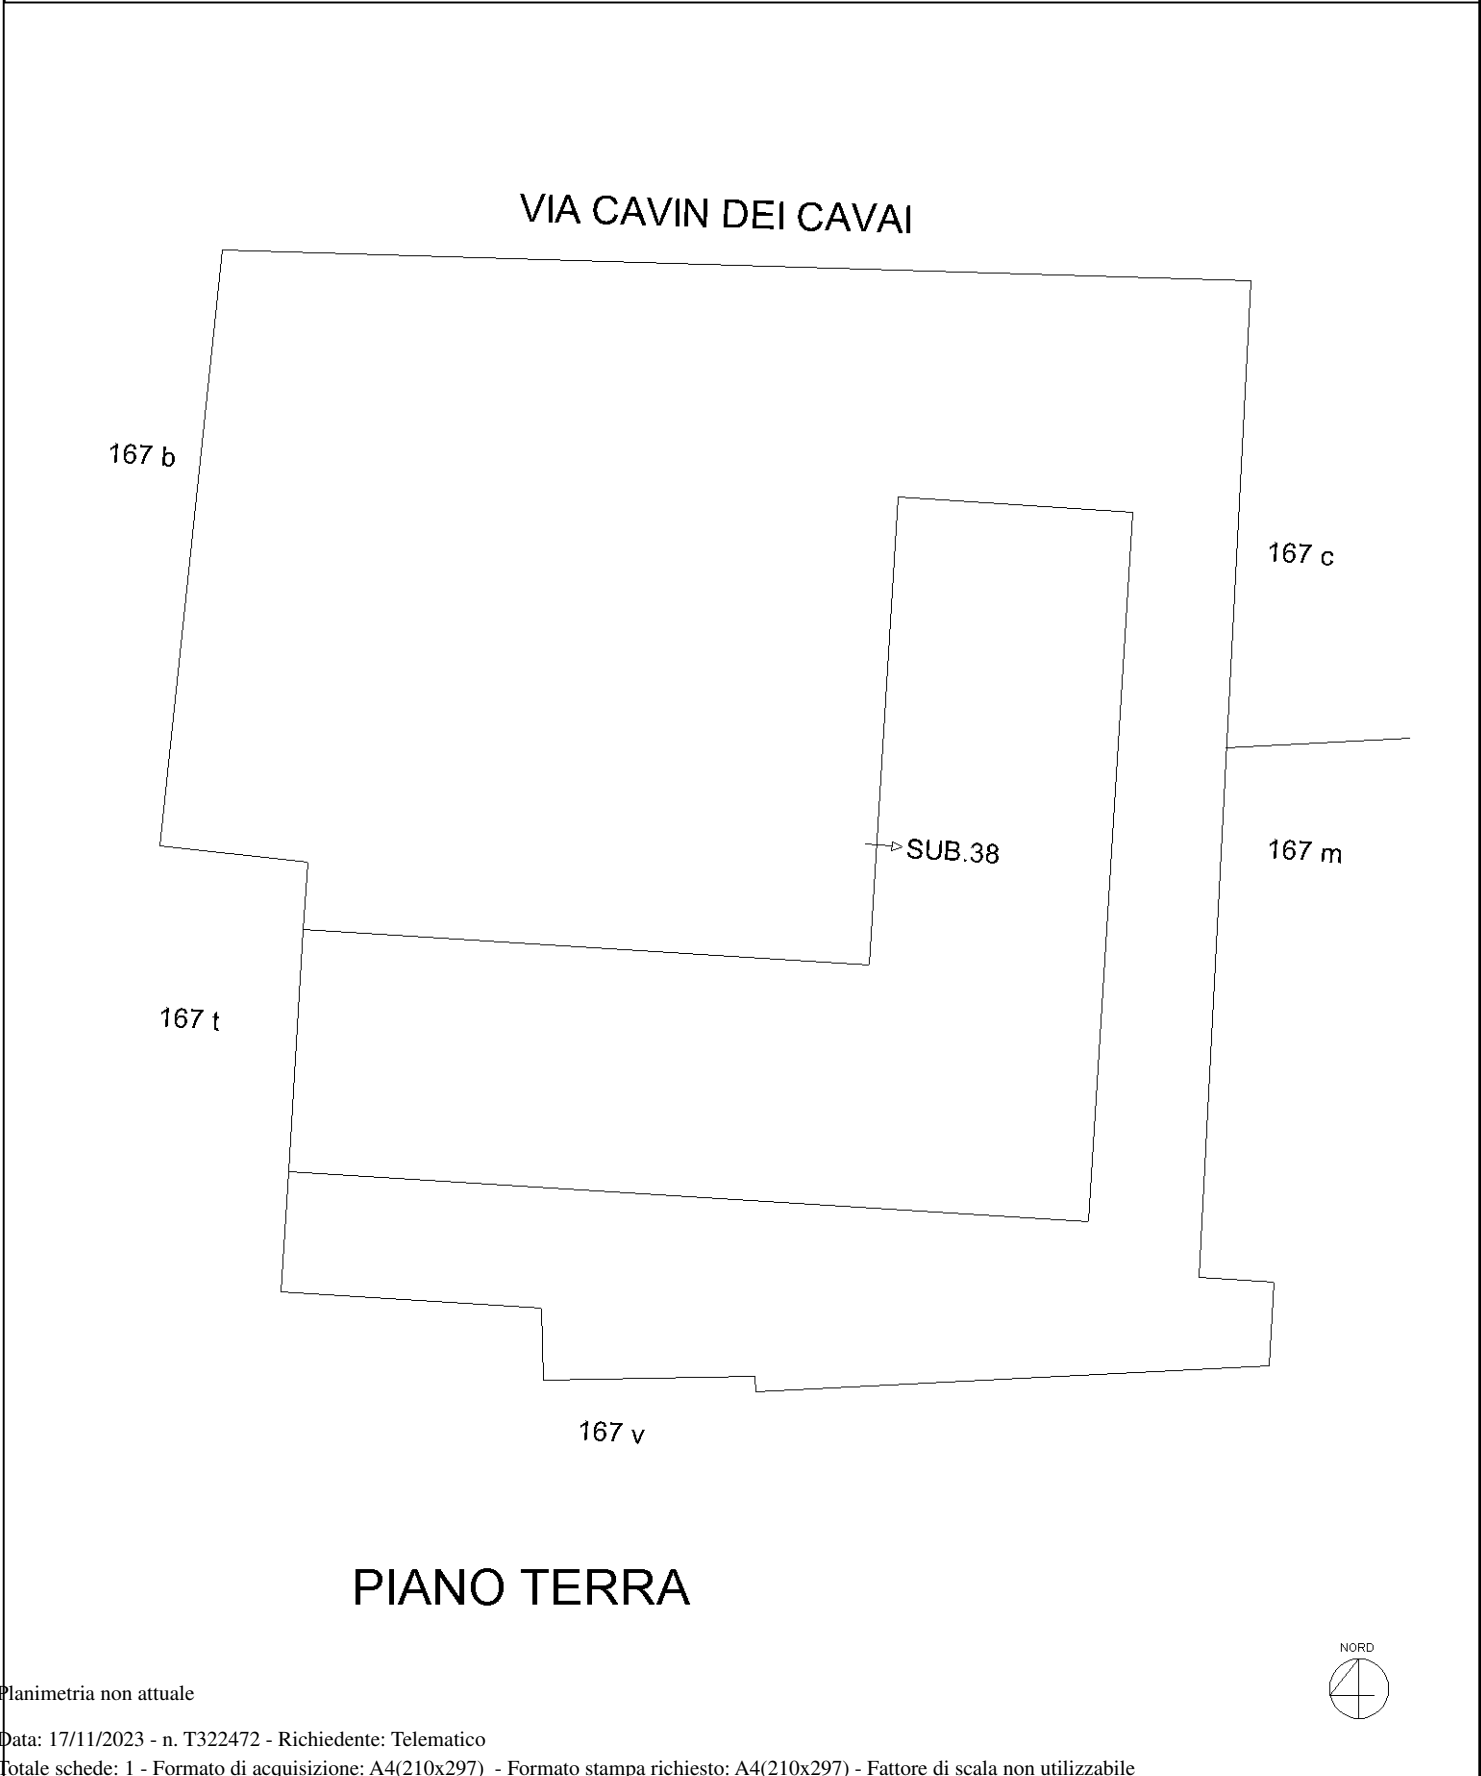 VIA CAVIN DEI CAVAI
167 b
167 c
SUB.38
167 m
167 t
167 v
PIANO TERRA
NORD
Planimetria non attuale
Data: 17/11/2023 - n. T322472 - Richiedente: Telematico
Totale schede: 1 - Formato di acquisizione: A4(210x297) - Formato stampa richiesto: A4(210x297) - Fattore di scala non utilizzabile